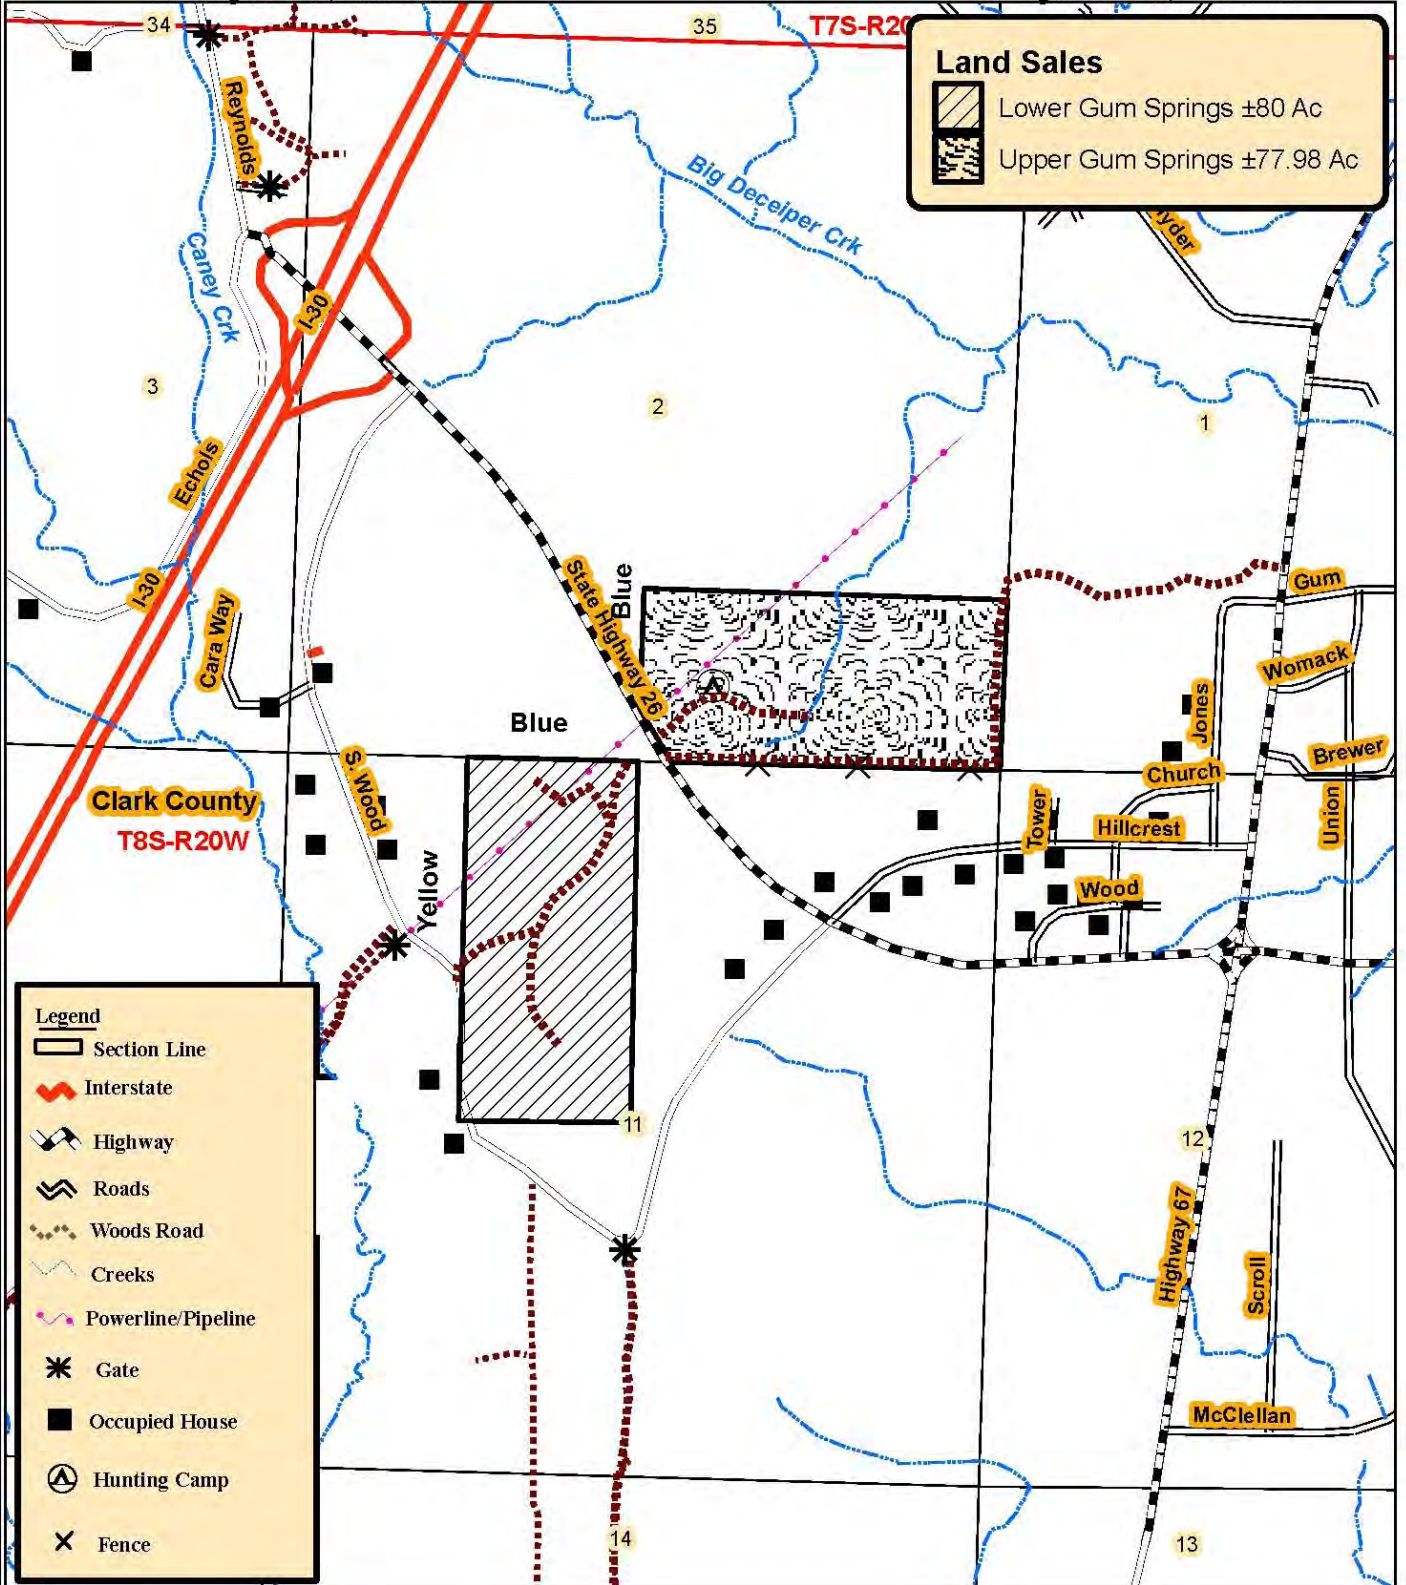 34
35
T7S-R20
Land Sales
Lower Gum Springs ±80 Ac
Upper Gum Springs ±77.98 Ac
Reynolds
Big Deceiper Crk
yder
Caney Crk
I-30
3
2
1
Echols
I-30
State Highway 26
Blue
Gum
Cara Way
Womack
Jones
Blue
Brewer
S. Wood
Church
Clark County
Tower
Hillcrest
Union
T8S-R20W
Yellow
Wood
Legend
Section Line
Interstate
Highway
Roads
Woods Road
Creeks
Powerline/Pipeline
Gate
Occupied House
Hunting Camp
Fence
11
12
Highway 67
Scroll
McClellan
14
13